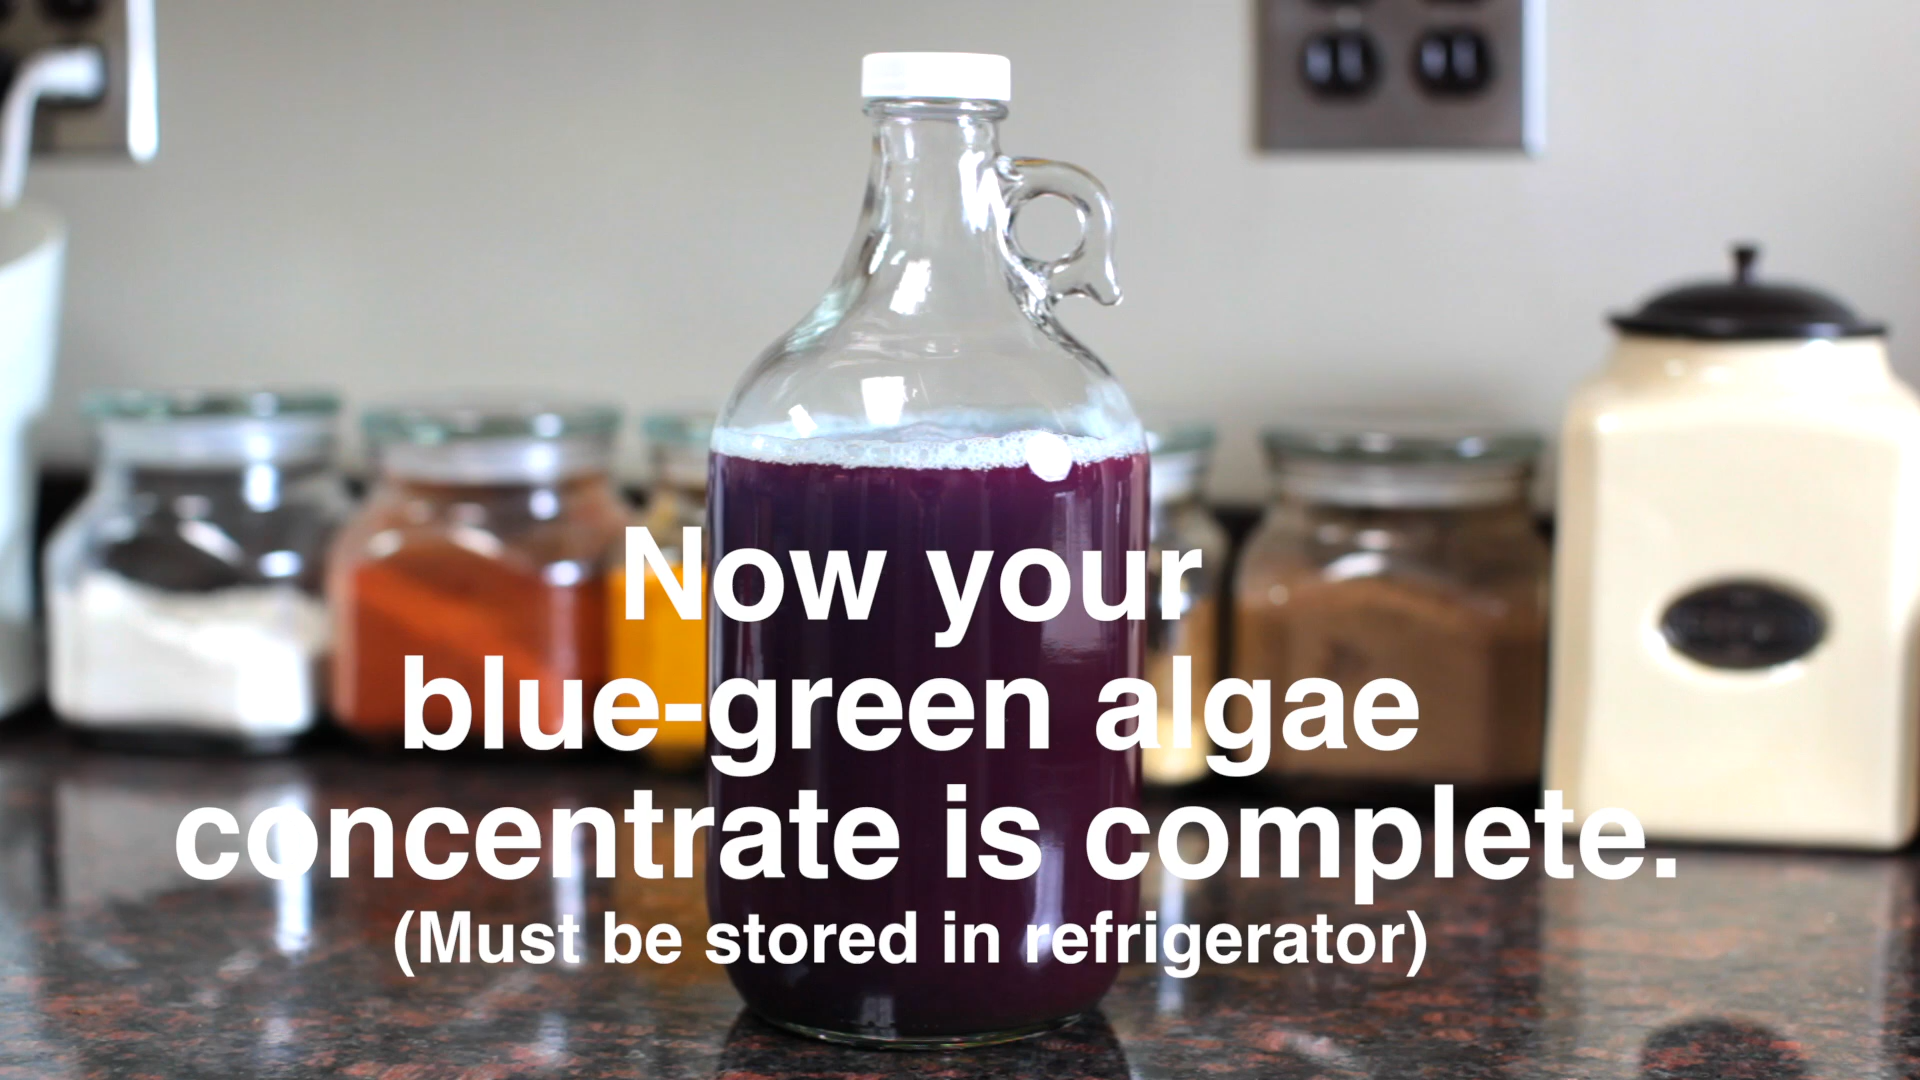 Now your
blue-green algae
concentrate is complete.
(Must be stored in refrigerator)